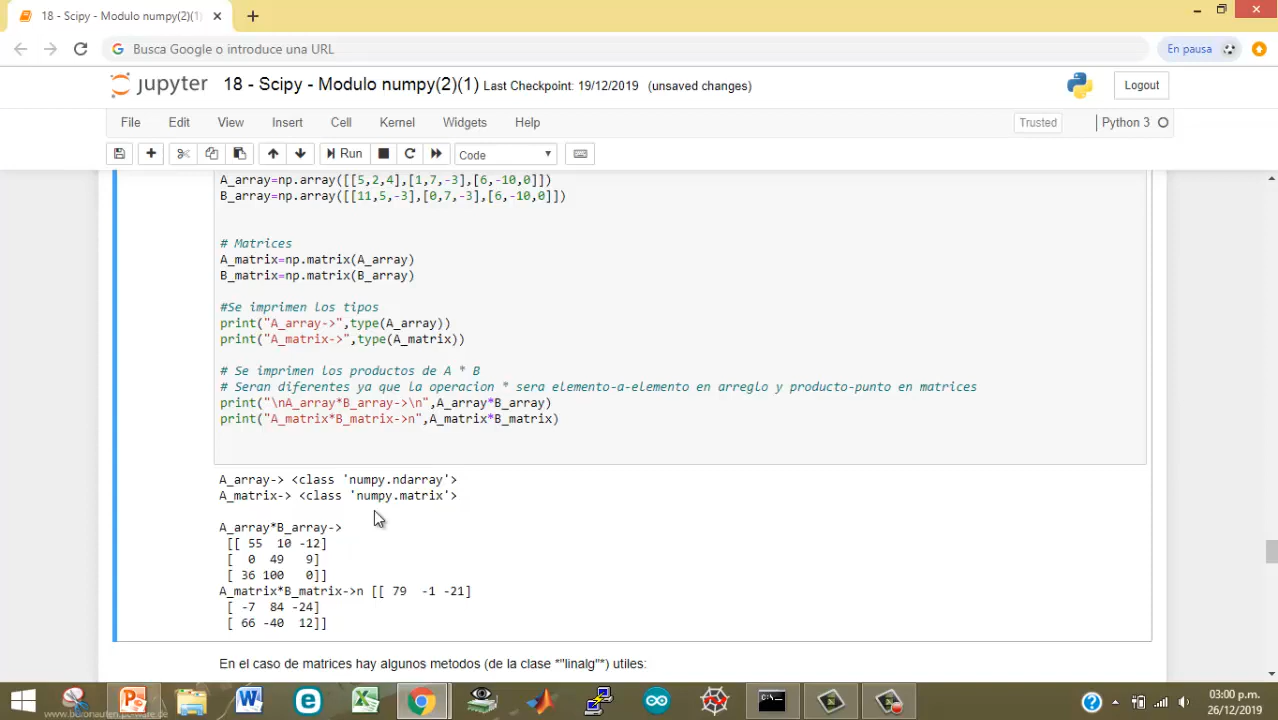 18 - Scipy - Modulo numpy(2)(1)
Busca Google o introduce una URL
En pausa
jupyter 18 - Scipy - Modulo numpy(2)(1) Last Checkpoint: 19/12/2019 (unsaved changes)
Logout
File Edit View Insert Cell Kernel Widgets Help
Trusted
Python 3
Run
Code
A_array=np.array([[5,2,4],[1,7,-3],[6,-10,0]])
B_array=np.array([[11,5,-3],[0,7,-3],[6,-10,0]])
# Matrices
A_matrix=np.matrix(A_array)
B_matrix=np.matrix(B_array)
#Se imprimen los tipos
print("A_array->",type(A_array))
print("A_matrix->",type(A_matrix))
# Se imprimen los productos de A * B
# Seran diferentes ya que la operacion * sera elemento-a-elemento en arreglo y producto-punto en matrices
print("\nA_array*B_array->\n",A_array*B_array)
print("A_matrix*B_matrix->n",A_matrix*B_matrix)
A_array-> <class 'numpy.ndarray'>
A_matrix-> <class 'numpy.matrix'>
A_array*B_array->
[[ 55 10 -12]
[ 0 49 9]
[ 36 100 0]]
A_matrix*B_matrix->n [[ 79 -1 -21]
[ -7 84 -24]
[ 66 -40 12]]
En el caso de matrices hay algunos metodos (de la clase *"linalg"*) utiles:
03:00 p.m.
26/12/2019